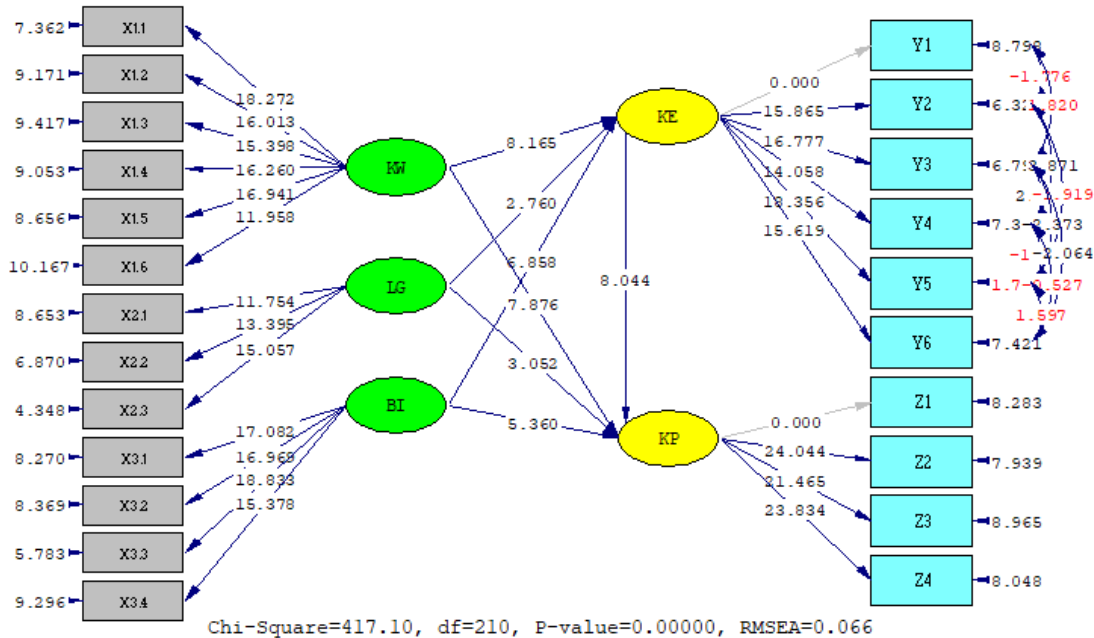 7.362
X1.1
9.171
X1.2
9.417
X1.3
9.053
X1.4
8.656
X1.5
10.167
X1.6
8.653
X2.1
6.870
X2.2
4.348
X2.3
8.270
X3.1
8.369
X3.2
5.783
X3.3
9.296
X3.4
18.272
16.013
15.398
16.260
16.941
11.958
11.754
13.395
15.057
17.082
16.969
18.833
15.378
KW
LG
BI
8.165
2.760
6.858
7.876
3.052
5.360
8.044
KE
KP
0.000
15.865
16.777
14.058
18.356
15.619
0.000
24.044
21.465
23.834
Y1
Y2
Y3
Y4
Y5
Y6
7.421
Z1
8.283
Z2
7.939
Z3
8.965
Z4
8.048
-1.776
-1.919
-2.373
-2.064
1.597
Chi-Square=417.10, df=210, P-value=0.00000, RMSEA=0.066